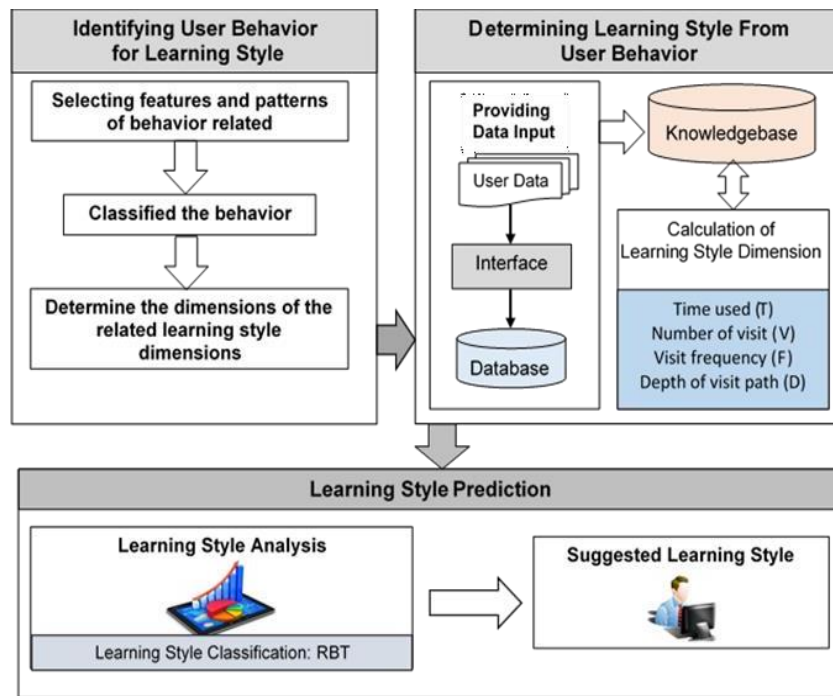 Identifying User Behavior
for Learning Style
Selecting features and patterns
of behavior related
Classified the behavior
Determine the dimensions of the
related learning style
dimensions
Determining Learning Style From
User Behavior
Providing
Data Input
User Data
Interface
Database
Knowledgebase
Calculation of
Learning Style Dimension
Time used (T)
Number of visit (V)
Visit frequency (F)
Depth of visit path (D)
Learning Style Prediction
Learning Style Analysis
Learning Style Classification: RBT
Suggested Learning Style